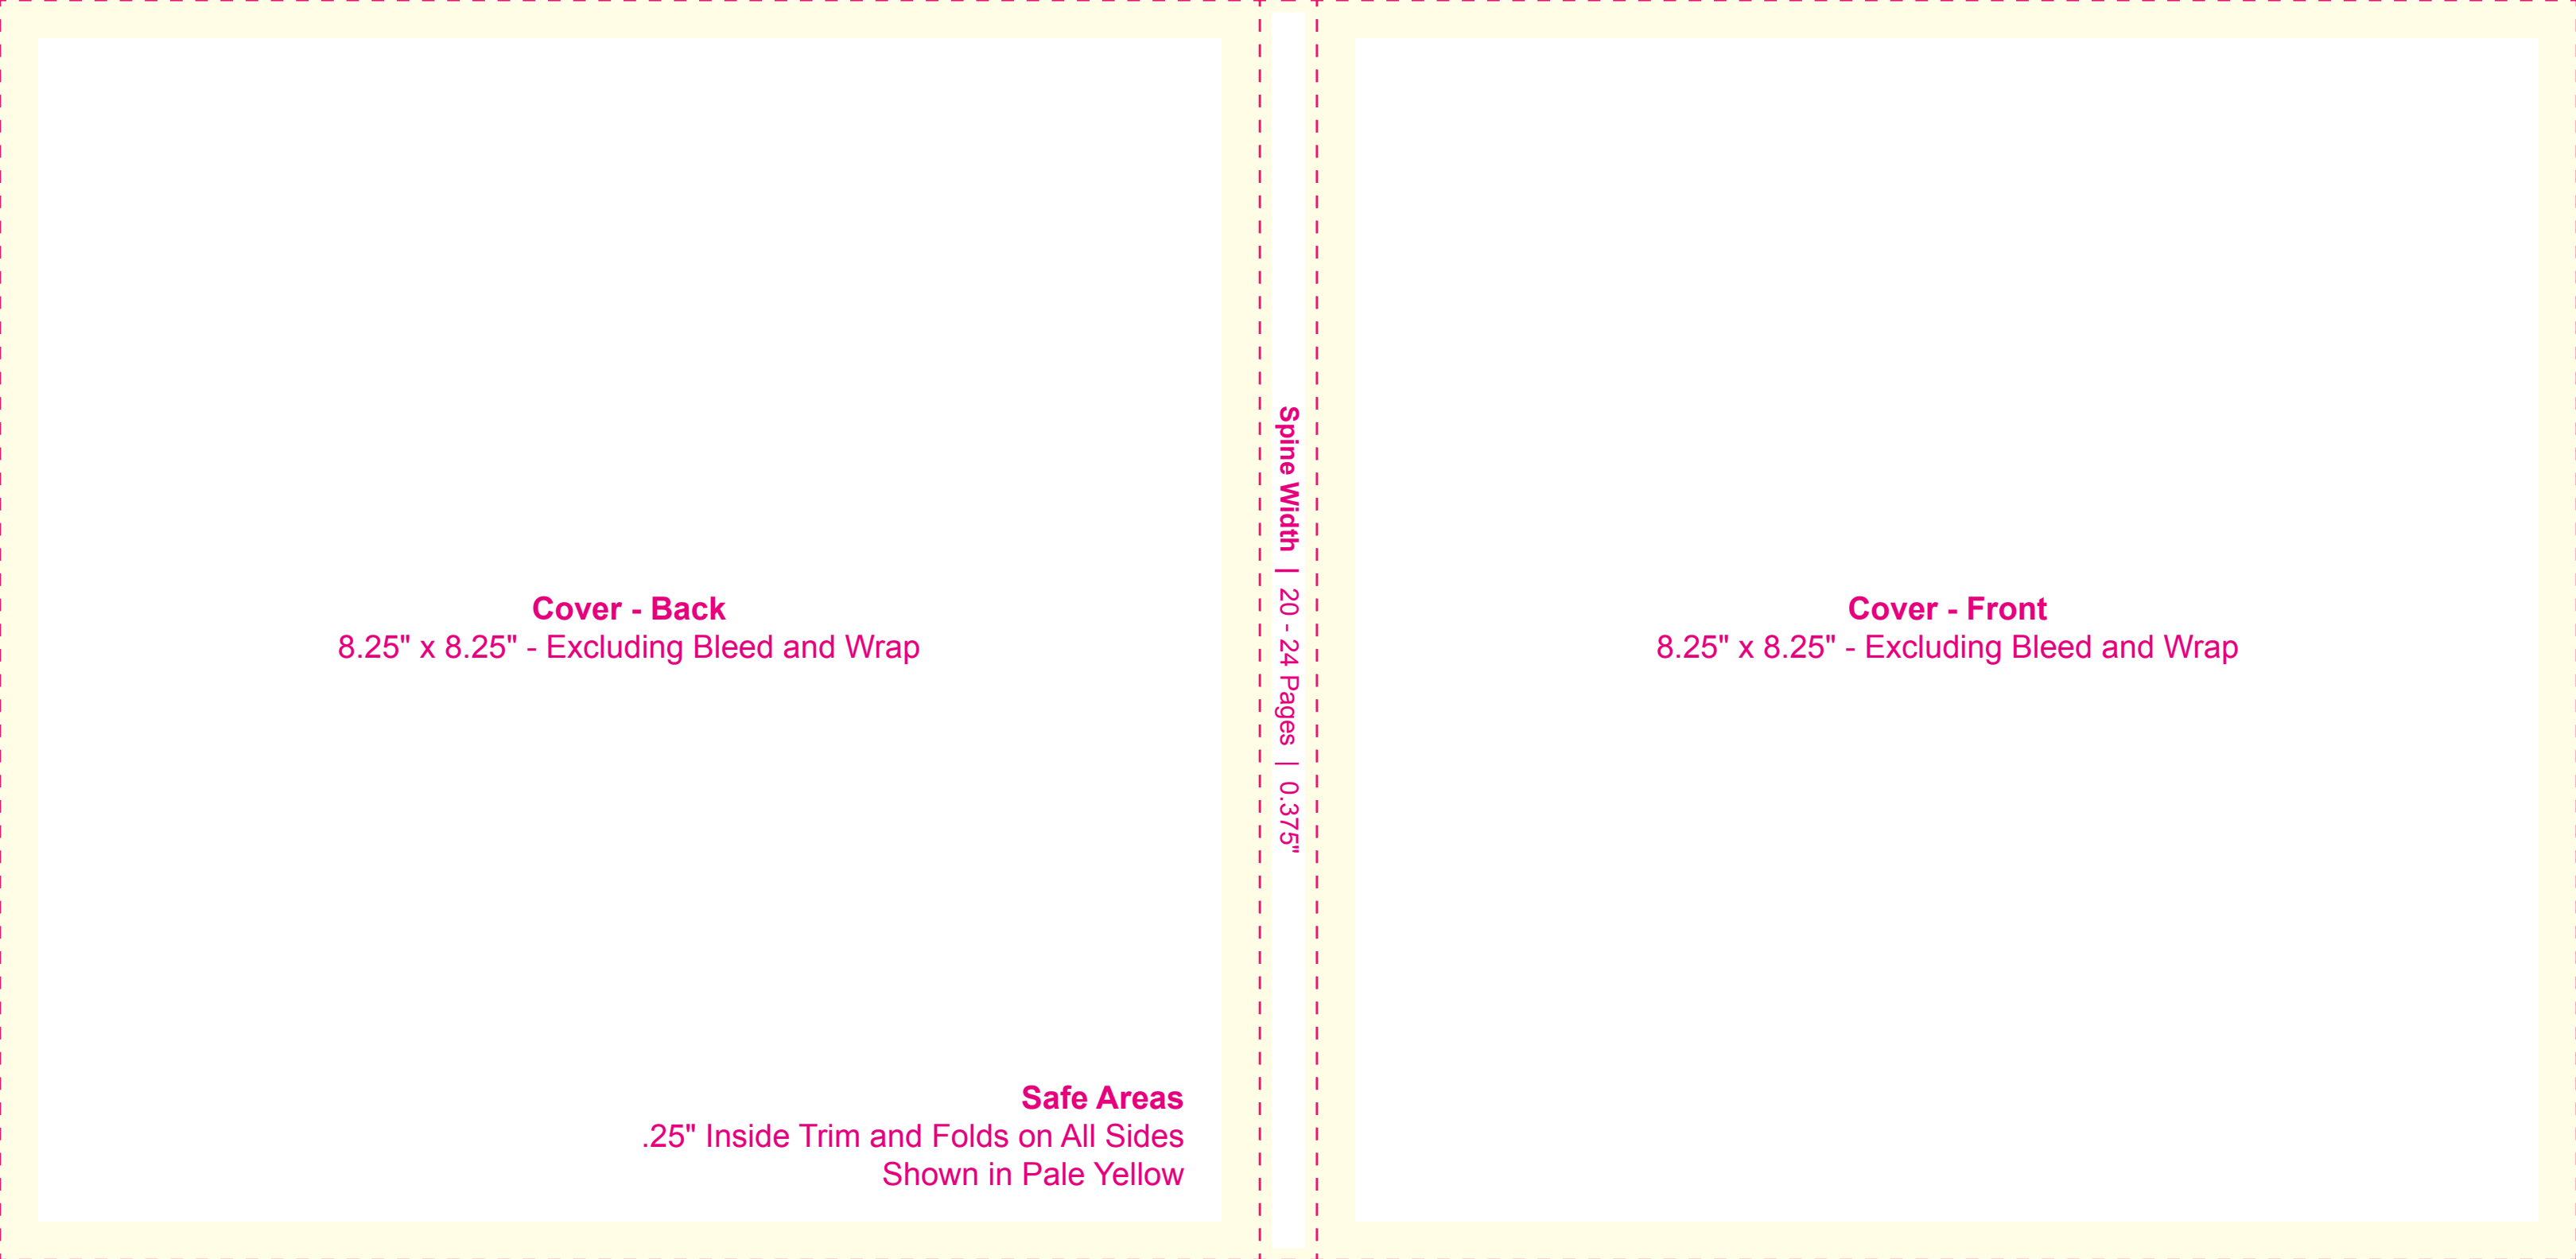 Cover - Back
8.25" x 8.25" - Excluding Bleed and Wrap
Safe Areas
.25" Inside Trim and Folds on All Sides
Shown in Pale Yellow
Spine Width | 20 - 24 Pages | 0.375"
Cover - Front
8.25" x 8.25" - Excluding Bleed and Wrap